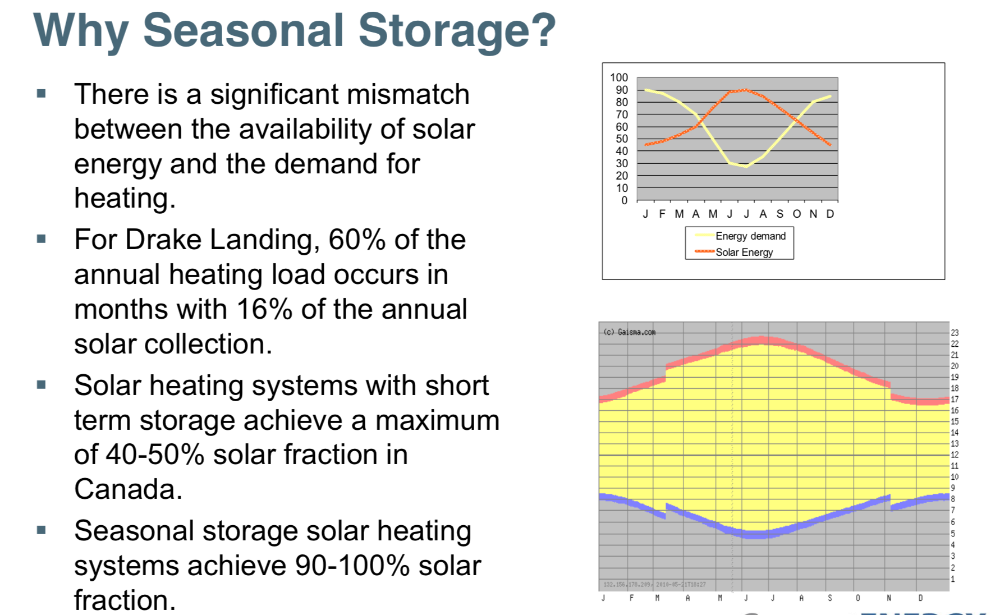 Why Seasonal Storage?
▪ There is a significant mismatch
between the availability of solar
energy and the demand for
heating.
▪ For Drake Landing, 60% of the
annual heating load occurs in
months with 16% of the annual
solar collection.
▪ Solar heating systems with short
term storage achieve a maximum
of 40-50% solar fraction in
Canada.
▪ Seasonal storage solar heating
systems achieve 90-100% solar
fraction.
100
90
80
70
60
50
40
30
20
10
0
J F M A M J J A S O N D
Energy demand
Solar Energy
(c) Gaisma.com
23
22
21
20
19
18
17
16
15
14
13
12
11
10
9
8
7
6
5
4
3
2
1
132.156.178.209, 2010-05-21T18:27
J F M A M J J A S O N D